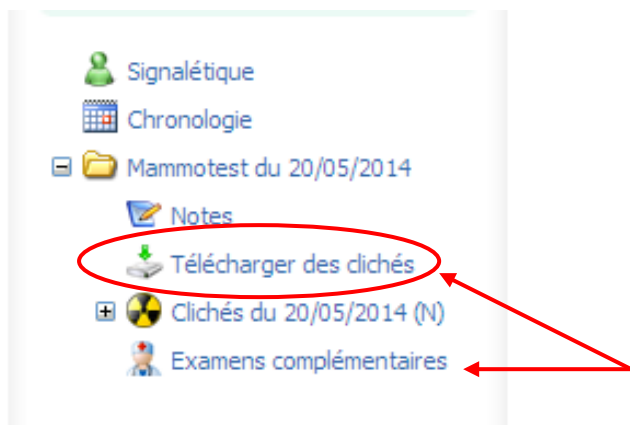 Signalétique
Chronologie
Mammotest du 20/05/2014
Notes
Télécharger des clichés
Clichés du 20/05/2014 (N)
Examens complémentaires